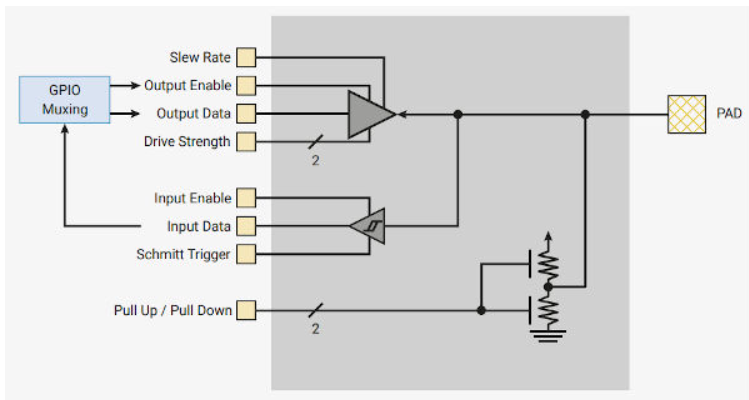 Slew Rate
GPIO
Muxing
Output Enable
Output Data
PAD
Drive Strength
2
Input Enable
Input Data
Schmitt Trigger
Pull Up / Pull Down
2